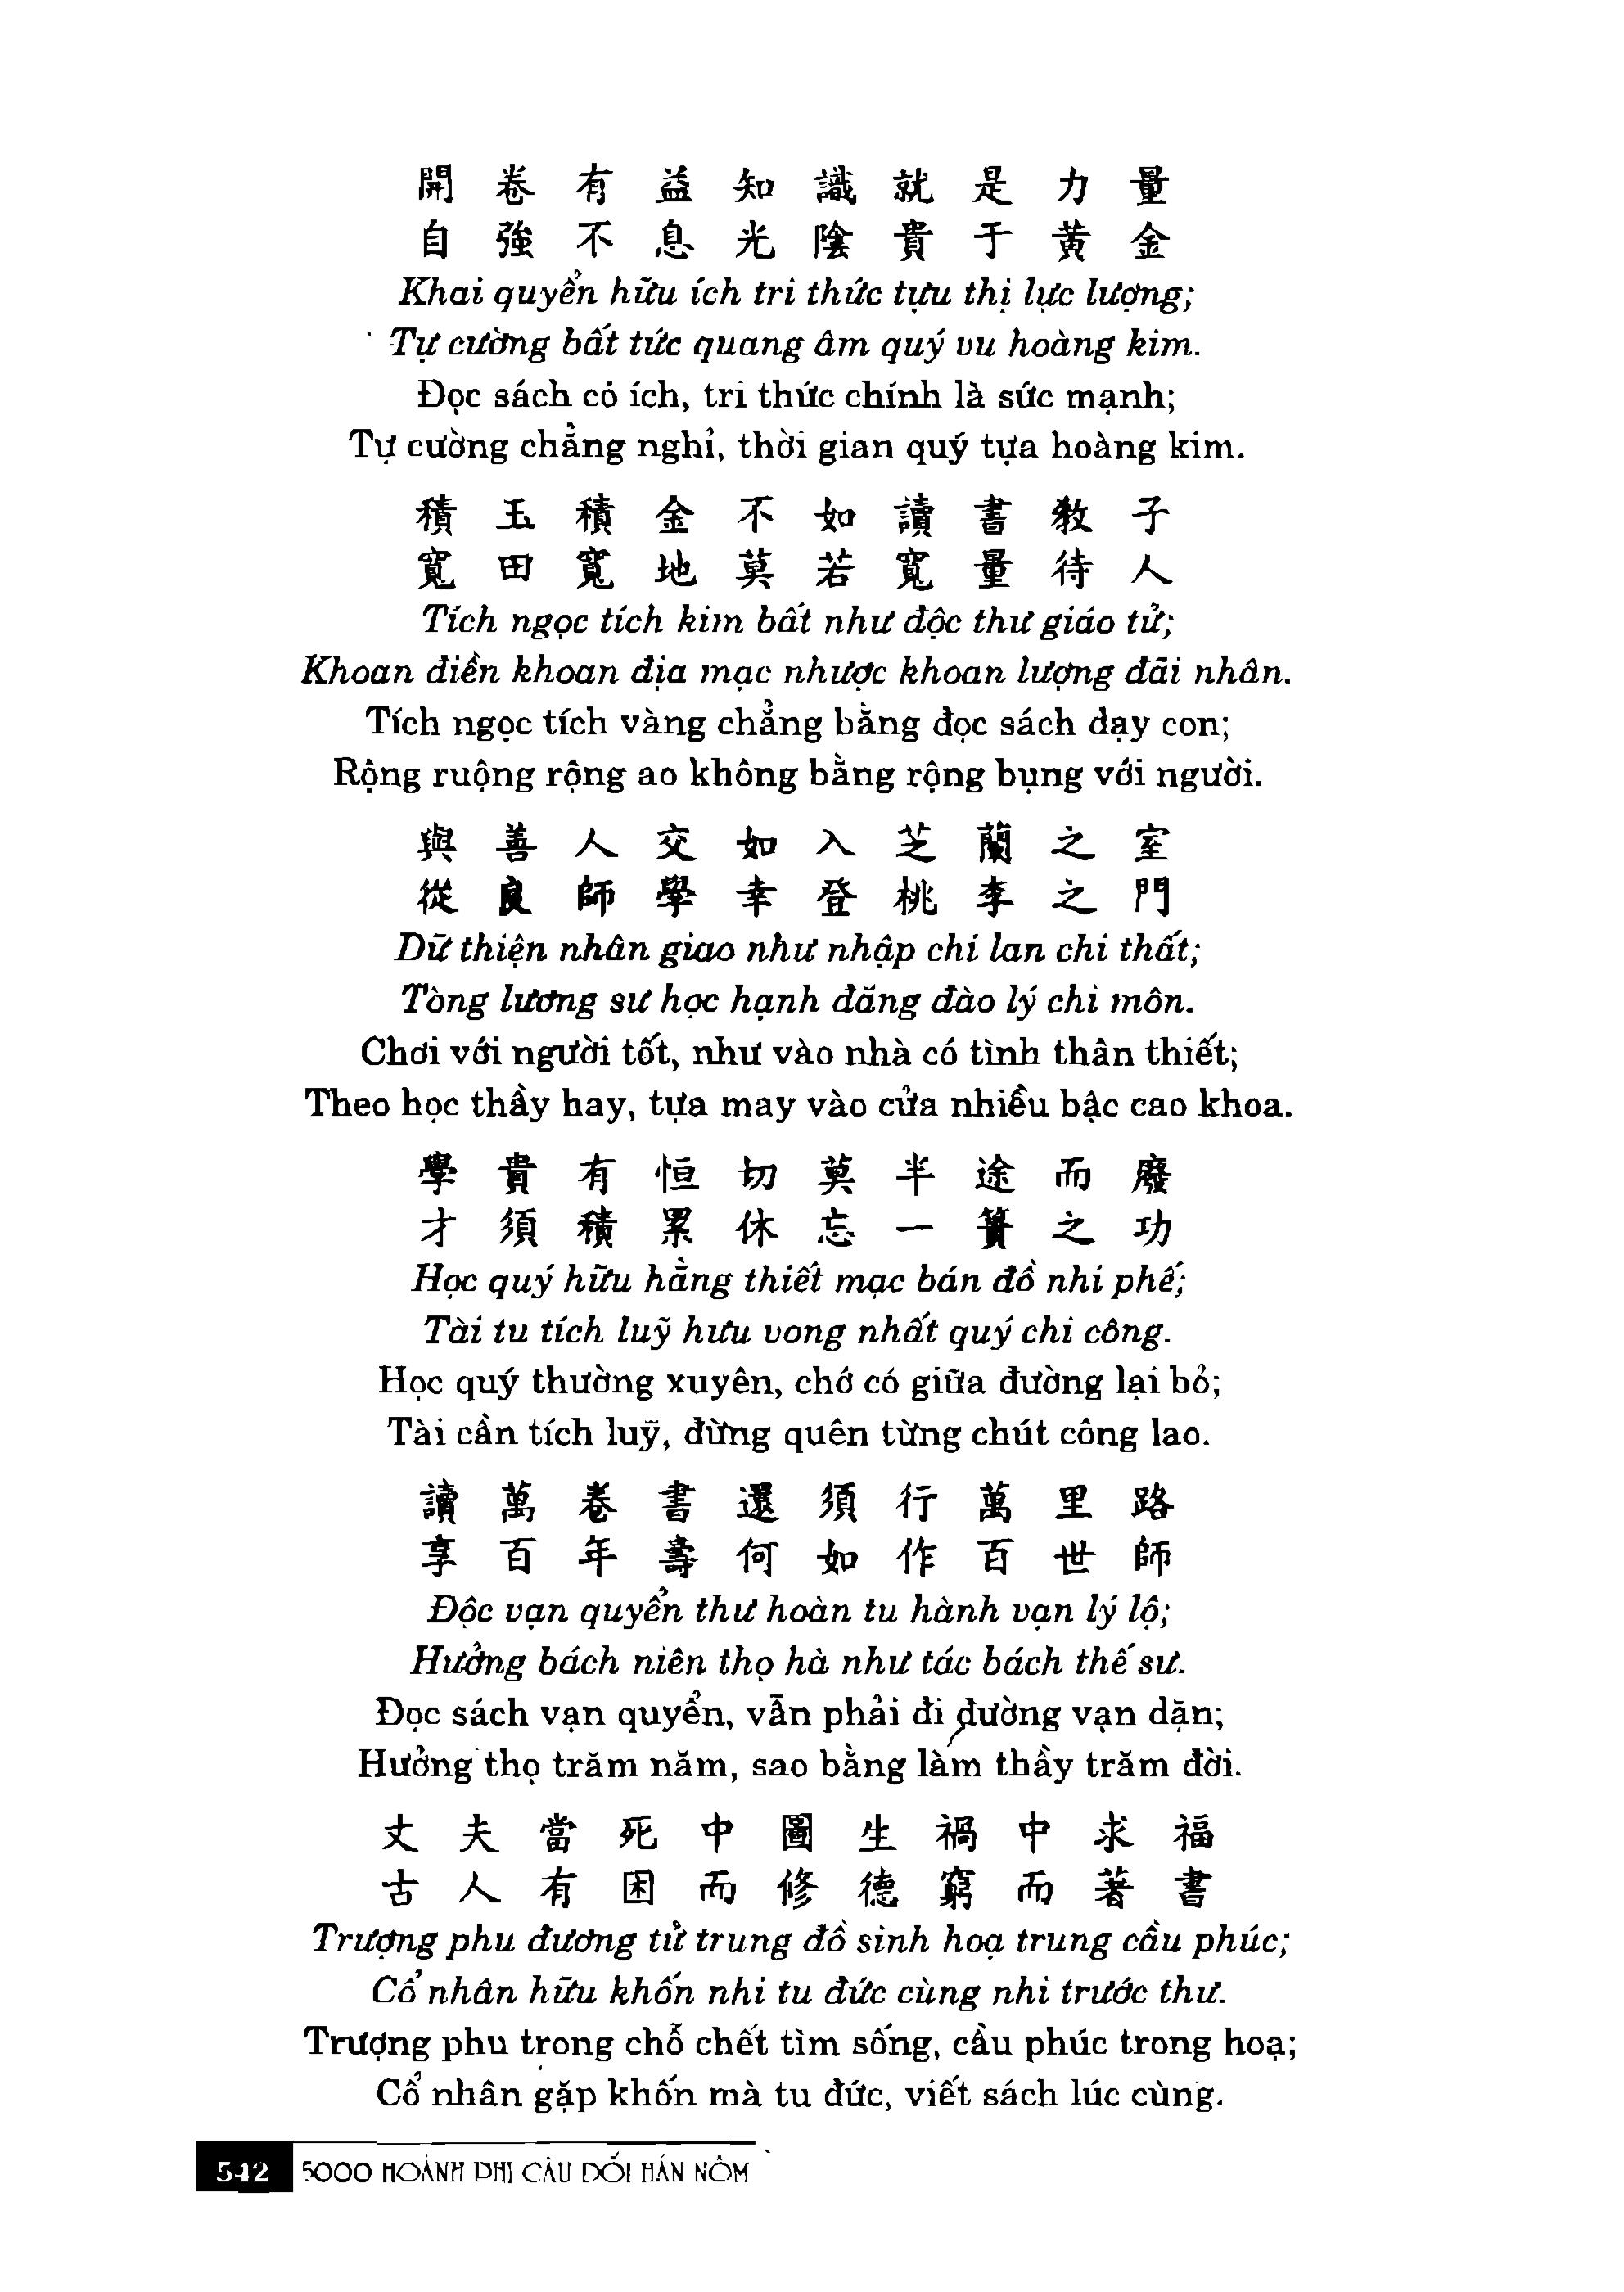 開卷有益知識就是力量
自強不息光陰貴于黃金
Khai quyển hữu ích tri thức tựu thị lực lượng;
Tự cường bất tức quang âm quý vu hoàng kim.
Đọc sách có ích, tri thức chính là sức mạnh;
Tự cường chẳng nghỉ, thời gian quý tựa hoàng kim.
積玉積金不如讀書教子
寬田寬地莫若寬量待人
Tích ngọc tích kim bất như độc thư giáo tử;
Khoan điền khoan địa mạc nhược khoan lượng đãi nhân.
Tích ngọc tích vàng chẳng bằng đọc sách dạy con;
Rộng ruộng rộng ao không bằng rộng bụng với người.
與善人交如入芝蘭之室
從良師學幸登桃李之門
Dữ thiện nhân giao như nhập chi lan chi thất;
Tòng lương sư học hạnh đăng đào lý chi môn.
Chơi với người tốt, như vào nhà có tình thân thiết;
Theo học thầy hay, tựa may vào cửa nhiều bậc cao khoa.
學貴有恒切莫半途而廢
才須積累休忘一簣之功
Học quý hữu hằng thiết mạc bán đồ nhi phế;
Tài tu tích luỹ hưu vong nhất quý chi công.
Học quý thường xuyên, chớ có giữa đường lại bỏ;
Tài cần tích luỹ, đừng quên từng chút công lao.
讀萬卷書還須行萬里路
享百年壽何如作百世師
Độc vạn quyển thư hoàn tu hành vạn lý lộ;
Hưởng bách niên thọ hà như tác bách thế sư.
Đọc sách vạn quyển, vẫn phải đi đường vạn dặn;
Hưởng thọ trăm năm, sao bằng làm thầy trăm đời.
丈夫當死中圖生禍中求福
古人有困而修德窮而著書
Trượng phu đương tử trung đồ sinh hoạ trung cầu phúc;
Cổ nhân hữu khốn nhi tu đức cùng nhi trước thư.
Trượng phu trong chỗ chết tìm sống, cầu phúc trong hoạ;
Cổ nhân gặp khốn mà tu đức, viết sách lúc cùng.
542 5000 HOÀNH PHI CÂU ĐỐI HÁN NÔM